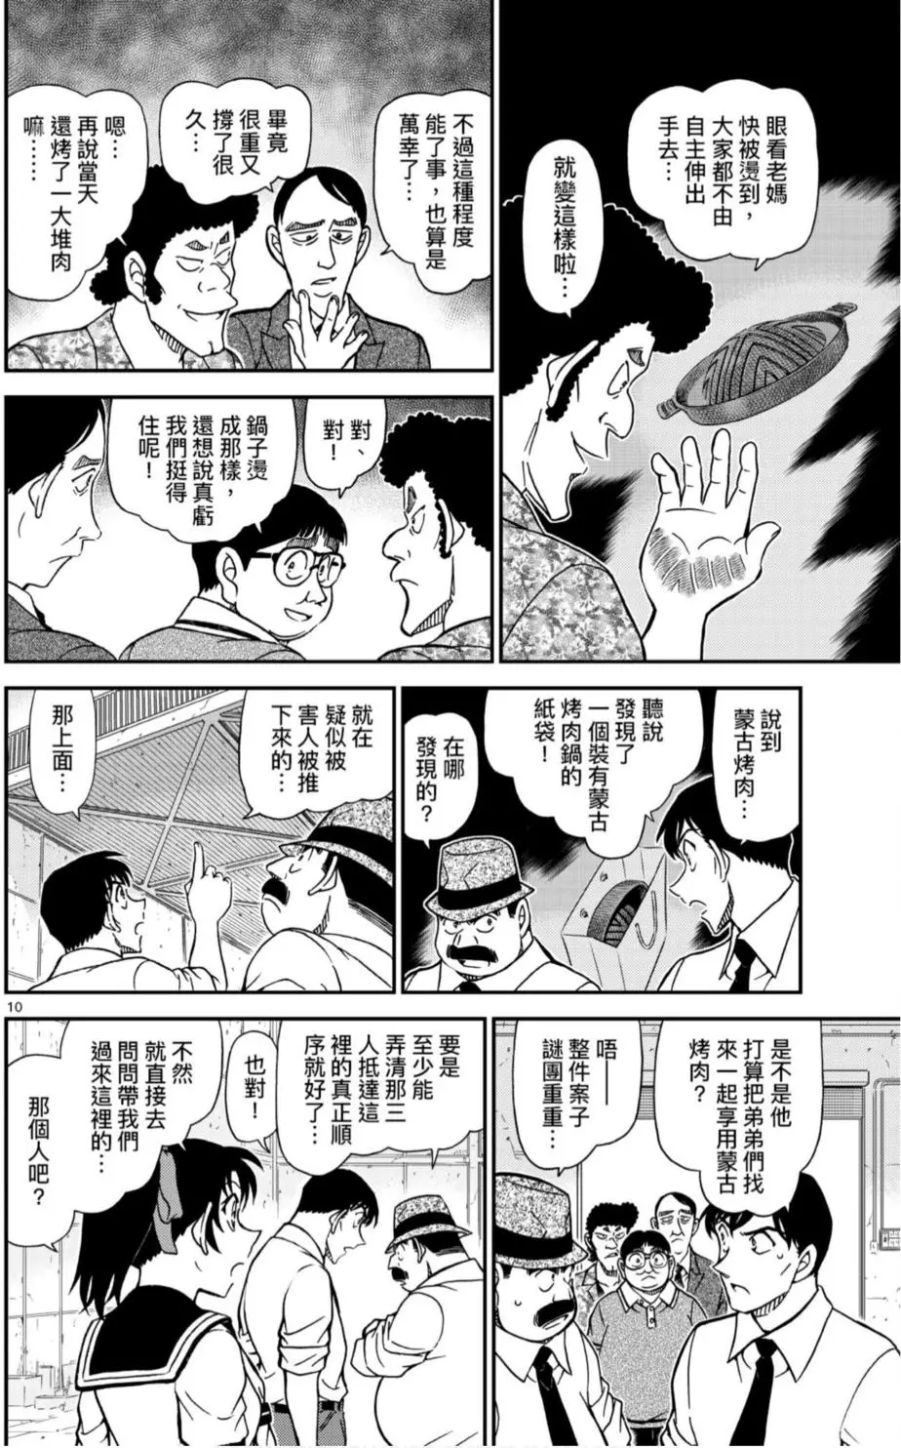 眼看老媽
快被燙到，
大家都不由
自主伸出
手去…
就變這樣啦…
不過這種程度
能了事，也算是
萬幸了…
畢竟
很重又
撐了很
久…
嗯…
再說當天
還烤了一大堆肉
嘛……
對、
對！
鍋子燙
成那樣，
還想說真虧
我們挺得
住呢！
說到
蒙古烤肉…
聽說
發現了
一個裝有蒙古
烤肉鍋的
紙袋！
在哪
發現的？
就在
疑似被
害人被推
下來的…
那上面…
10
是不是他
打算把弟弟們找
來一起享用蒙古
烤肉？
唔——
整件案子
謎團重重…
要是
至少能
弄清那三
人抵達這
裡的真正順
序就好了…
也對！
不然
就直接去
問問帶我們
過來這裡的…
那個人吧？